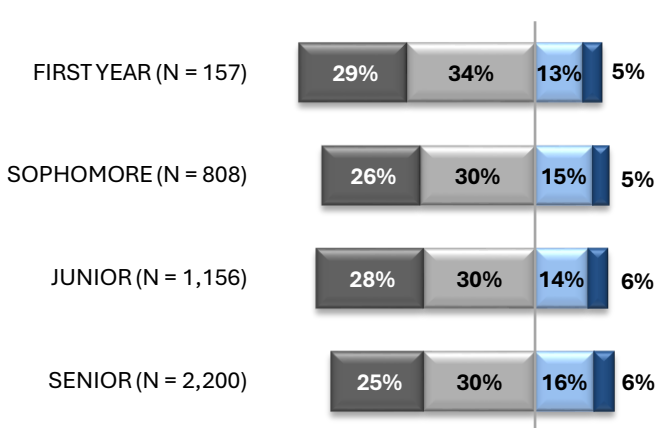 FIRST YEAR (N = 157) 29% 34% 13% 5%
SOPHOMORE (N = 808) 26% 30% 15% 5%
JUNIOR (N = 1,156) 28% 30% 14% 6%
SENIOR (N = 2,200) 25% 30% 16% 6%